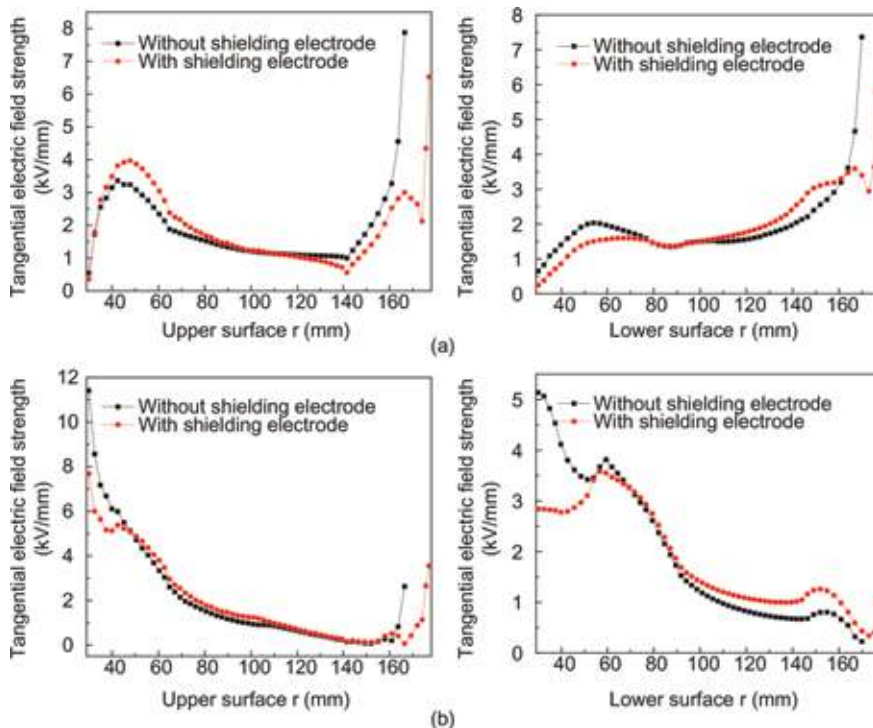 (a)
8
7
6
5
4
3
2
1
0
Tangential electric field strength
(kV/mm)
Without shielding electrode
With shielding electrode
40 60 80 100 120 140 160
Upper surface r (mm)
8
7
6
5
4
3
2
1
0
Tangential electric field strength
(kV/mm)
Without shielding electrode
With shielding electrode
40 60 80 100 120 140 160
Lower surface r (mm)
(a)
12
10
8
6
4
2
0
Tangential electric field strength
(kV/mm)
Without shielding electrode
With shielding electrode
40 60 80 100 120 140 160
Upper surface r (mm)
5
4
3
2
1
0
Tangential electric field strength
(kV/mm)
Without shielding electrode
With shielding electrode
40 60 80 100 120 140 160
Lower surface r (mm)
(b)